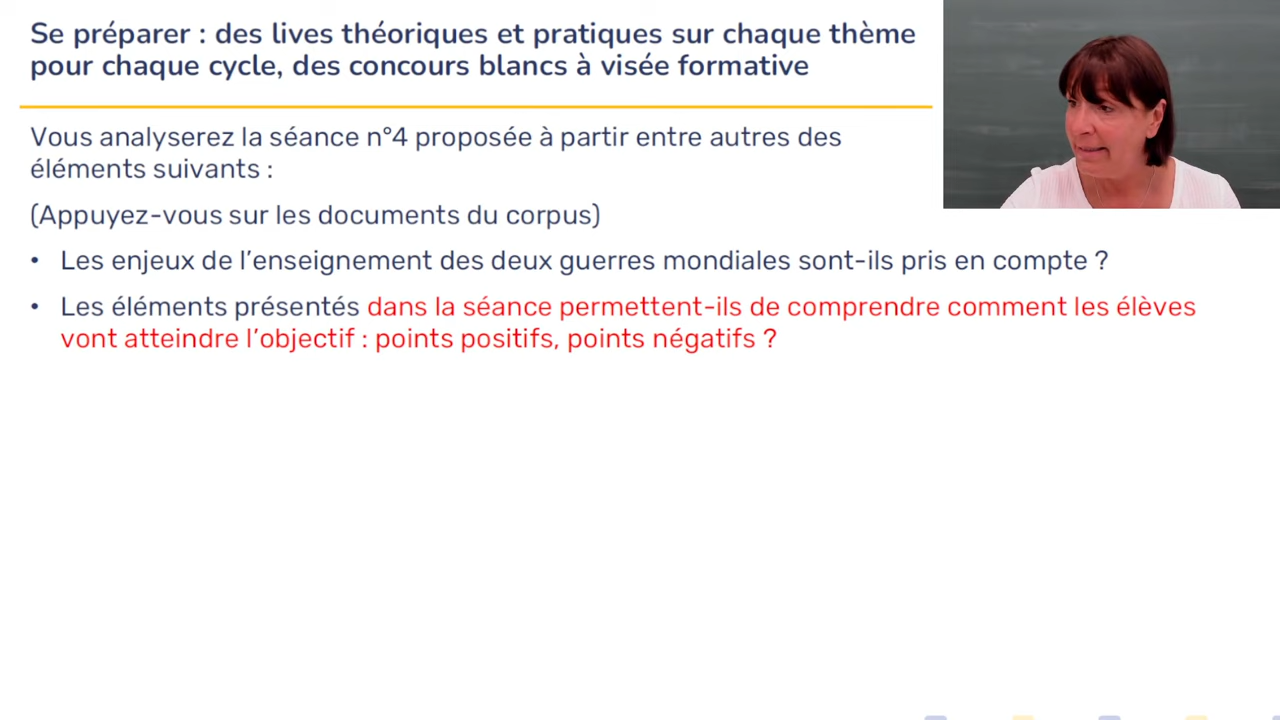 Se préparer : des lives théoriques et pratiques sur chaque thème
pour chaque cycle, des concours blancs à visée formative
Vous analyserez la séance n°4 proposée à partir entre autres des
éléments suivants :
(Appuyez-vous sur les documents du corpus)
• Les enjeux de l'enseignement des deux guerres mondiales sont-ils pris en compte ?
• Les éléments présentés dans la séance permettent-ils de comprendre comment les élèves
vont atteindre l'objectif : points positifs, points négatifs ?